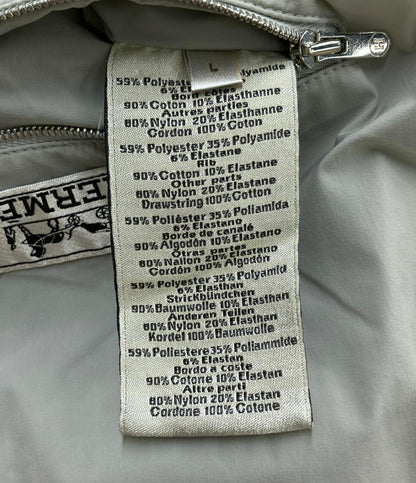 L
59% Polyester 35% Polyamide
6% Elastanne
Bord côtes
90% Coton 10% Elasthanne
Autres parties
80% Nylon 20% Elasthanne
Cordon 100% Coton
59% Polyester 35% Polyamide
6% Elastane
Rib
90% Cotton 10% Elastane
Other parts
80% Nylon 20% Elastane
Drawstring 100% Cotton
59% Poliéster 35% Poliamida
6% Elastano
Borde de canalé
90% Algodón 10% Elastano
Otras partes
80% Nailon 20% Elastano
Cordón 100% Algodón
59% Polyester 35% Polyamid
6% Elasthan
Strickbündchen
90% Baumwolle 10% Elasthan
Anderen Teilen
80% Nylon 20% Elasthan
Kordel 100% Baumwolle
59% Poliestere 35% Poliammide
6% Elastan
Bordo a coste
90% Cotone 10% Elastan
Altre parti
80% Nylon 20% Elastan
Cordone 100% Cotone
HERME